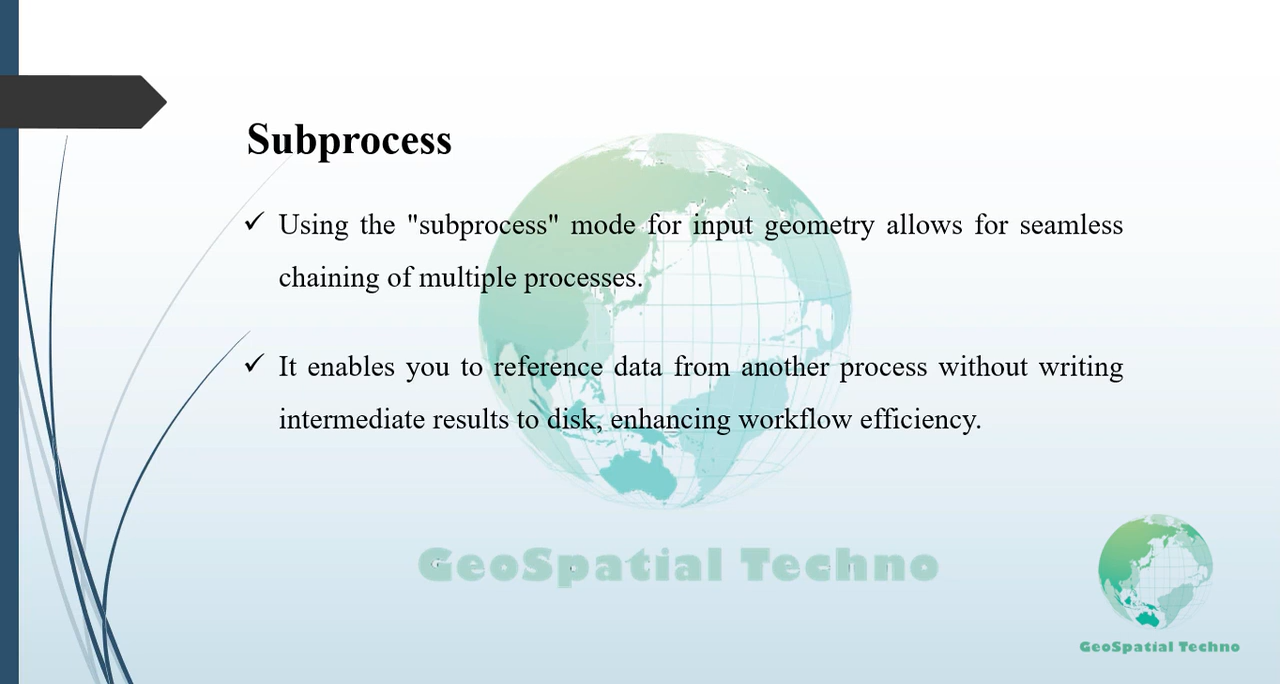 Subprocess
✓ Using the "subprocess" mode for input geometry allows for seamless
chaining of multiple processes.
✓ It enables you to reference data from another process without writing
intermediate results to disk, enhancing workflow efficiency.
GeoSpatial Techno
GeoSpatial Techno